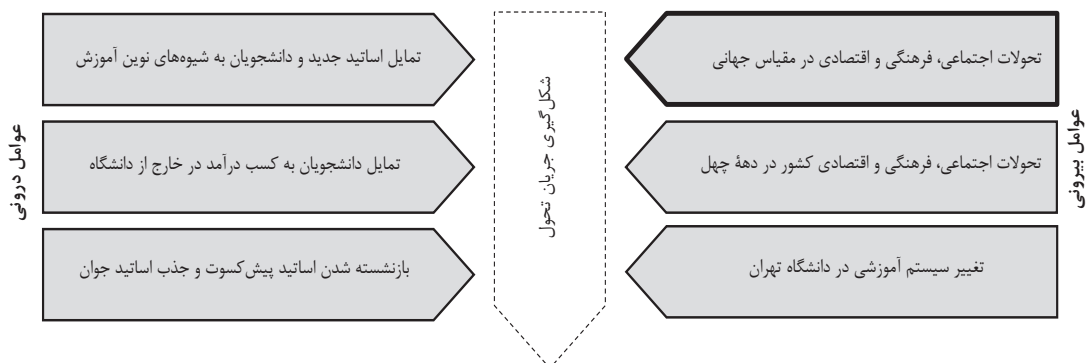 عوامل بیرونی
تحولات اجتماعی، فرهنگی و اقتصادی در مقیاس جهانی
تحولات اجتماعی، فرهنگی و اقتصادی کشور در دههٔ چهل
تغییر سیستم آموزشی در دانشگاه تهران
شکل‌گیری جریان تحول
تمایل اساتید جدید و دانشجویان به شیوه‌های نوین آموزش
تمایل دانشجویان به کسب درآمد در خارج از دانشگاه
بازنشسته شدن اساتید پیش‌کسوت و جذب اساتید جوان
عوامل درونی